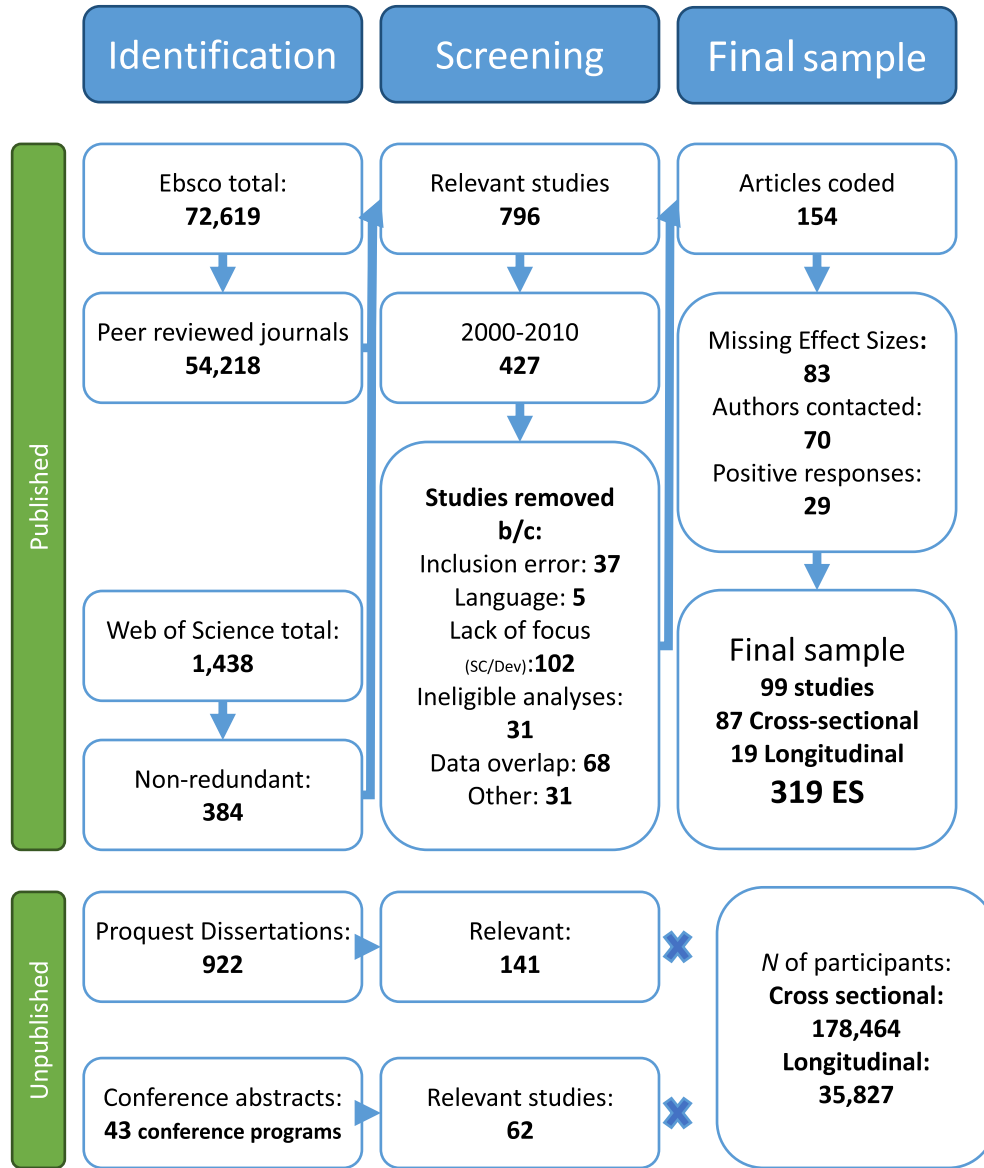 Identification
Screening
Final sample
Published
Ebsco total:
72,619
Peer reviewed journals
54,218
Web of Science total:
1,438
Non-redundant:
384
Relevant studies
796
2000-2010
427
Studies removed
b/c:
Inclusion error: 37
Language: 5
Lack of focus
(SC/Dev):102
Ineligible analyses:
31
Data overlap: 68
Other: 31
Articles coded
154
Missing Effect Sizes:
83
Authors contacted:
70
Positive responses:
29
Final sample
99 studies
87 Cross-sectional
19 Longitudinal
319 ES
Unpublished
Proquest Dissertations:
922
Relevant:
141
Conference abstracts:
43 conference programs
Relevant studies:
62
N of participants:
Cross sectional:
178,464
Longitudinal:
35,827